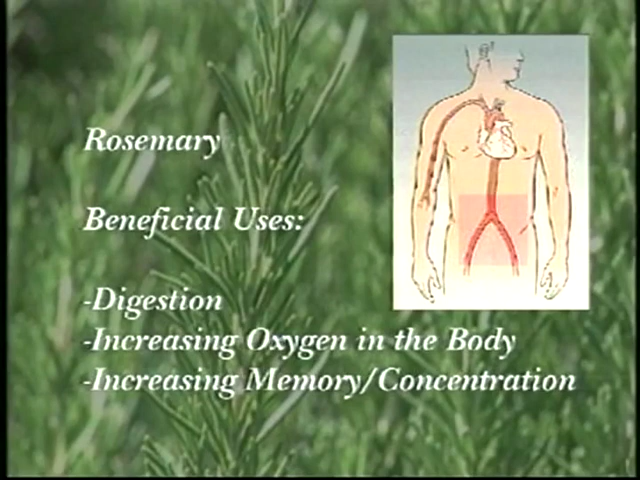 Rosemary
Beneficial Uses:
-Digestion
-Increasing Oxygen in the Body
-Increasing Memory/Concentration